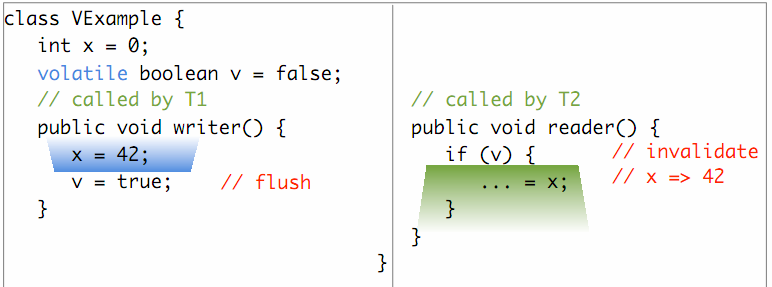 class VExample {
int x = 0;
volatile boolean v = false;
// called by T1
public void writer() {
x = 42;
v = true; // flush
}
// called by T2
public void reader() {
if (v) { // invalidate
... = x; // x => 42
}
}
}